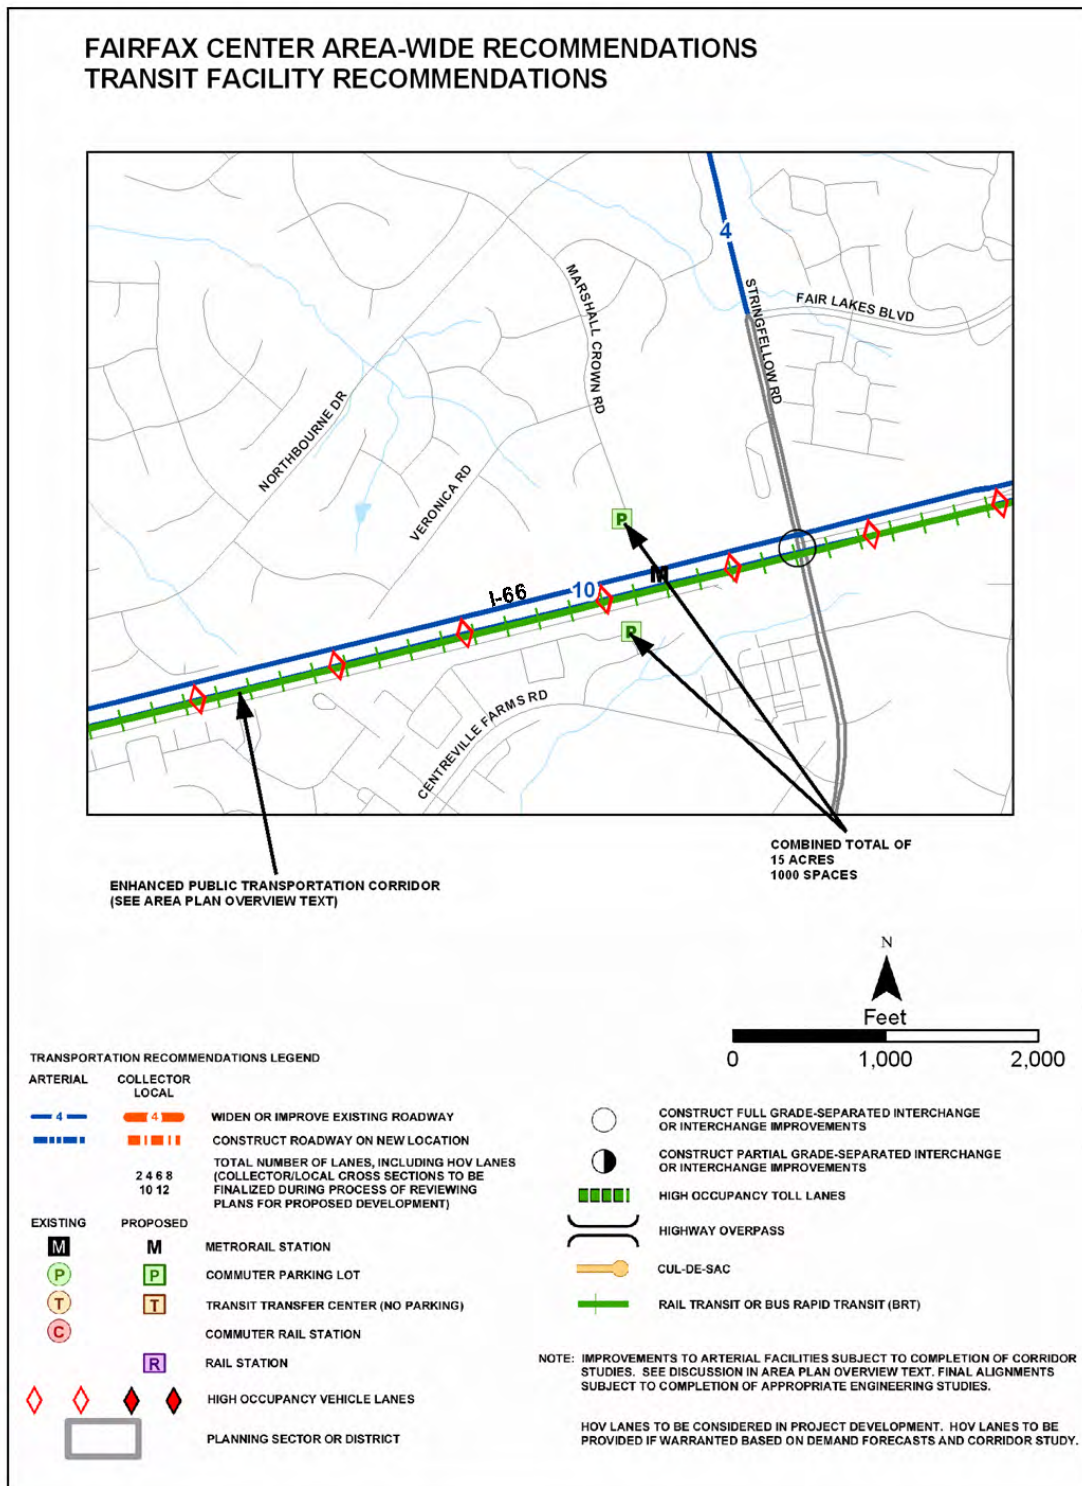 FAIRFAX CENTER AREA-WIDE RECOMMENDATIONS
TRANSIT FACILITY RECOMMENDATIONS
4
MARSHALL CROWN RD
STRINGFELLOW RD
FAIR LAKES BLVD
NORTHBOURNE DR
VERONICA RD
P
M
I-66
10
P
CENTREVILLE FARMS RD
COMBINED TOTAL OF
15 ACRES
1000 SPACES
ENHANCED PUBLIC TRANSPORTATION CORRIDOR
(SEE AREA PLAN OVERVIEW TEXT)
N
Feet
0 1,000 2,000
TRANSPORTATION RECOMMENDATIONS LEGEND
ARTERIAL COLLECTOR
LOCAL
4 4 WIDEN OR IMPROVE EXISTING ROADWAY
CONSTRUCT ROADWAY ON NEW LOCATION
2 4 6 8
10 12
TOTAL NUMBER OF LANES, INCLUDING HOV LANES
(COLLECTOR/LOCAL CROSS SECTIONS TO BE
FINALIZED DURING PROCESS OF REVIEWING
PLANS FOR PROPOSED DEVELOPMENT)
EXISTING PROPOSED
M M METRORAIL STATION
P P COMMUTER PARKING LOT
T T TRANSIT TRANSFER CENTER (NO PARKING)
C COMMUTER RAIL STATION
R RAIL STATION
HIGH OCCUPANCY VEHICLE LANES
PLANNING SECTOR OR DISTRICT
CONSTRUCT FULL GRADE-SEPARATED INTERCHANGE
OR INTERCHANGE IMPROVEMENTS
CONSTRUCT PARTIAL GRADE-SEPARATED INTERCHANGE
OR INTERCHANGE IMPROVEMENTS
HIGH OCCUPANCY TOLL LANES
HIGHWAY OVERPASS
CUL-DE-SAC
RAIL TRANSIT OR BUS RAPID TRANSIT (BRT)
NOTE: IMPROVEMENTS TO ARTERIAL FACILITIES SUBJECT TO COMPLETION OF CORRIDOR
STUDIES. SEE DISCUSSION IN AREA PLAN OVERVIEW TEXT. FINAL ALIGNMENTS
SUBJECT TO COMPLETION OF APPROPRIATE ENGINEERING STUDIES.
HOV LANES TO BE CONSIDERED IN PROJECT DEVELOPMENT. HOV LANES TO BE
PROVIDED IF WARRANTED BASED ON DEMAND FORECASTS AND CORRIDOR STUDY.